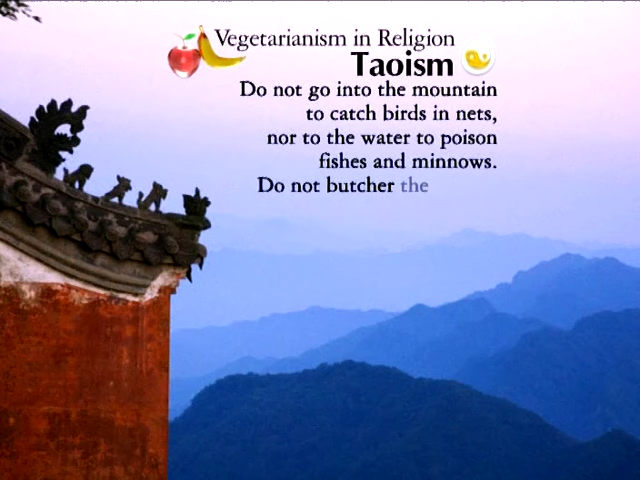 Vegetarianism in Religion
Taoism
Do not go into the mountain
to catch birds in nets,
nor to the water to poison
fishes and minnows.
Do not butcher the